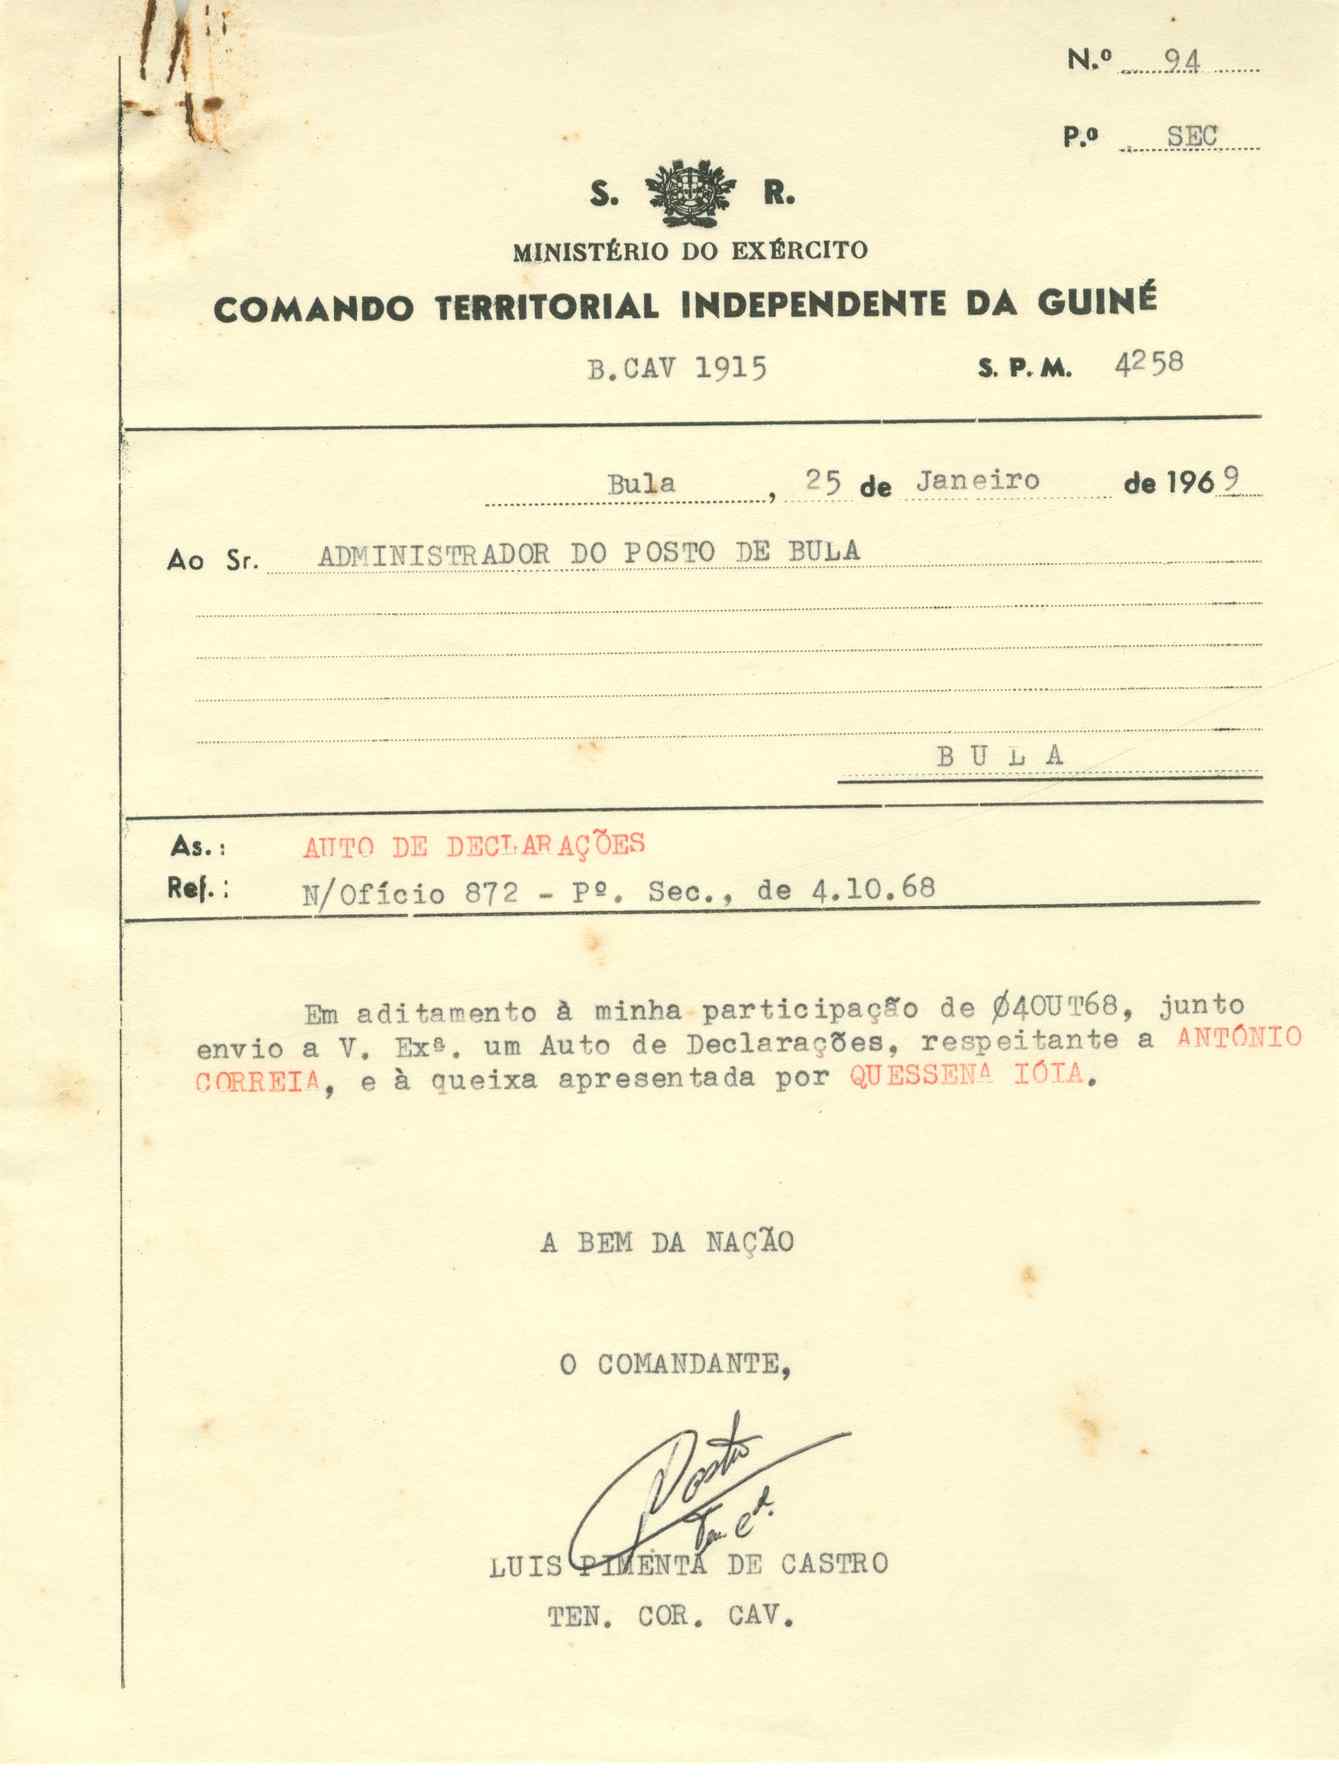 N.º 94
P.º SEC
S. R.
MINISTÉRIO DO EXÉRCITO
COMANDO TERRITORIAL INDEPENDENTE DA GUINÉ
B.CAV 1915 S. P. M. 4258
Bula, 25 de Janeiro de 1969
Ao Sr. ADMINISTRADOR DO POSTO DE BULA
B U L A
As.: AUTO DE DECLARAÇÕES
Ref.: N/Ofício 872 - Pº. Sec., de 4.10.68
Em aditamento à minha participação de Ø4OUT68, junto
envio a V. Exª. um Auto de Declarações, respeitante a ANTÓNIO
CORREIA, e à queixa apresentada por QUESSENA IÓIA.
A BEM DA NAÇÃO
O COMANDANTE,
LUIS PIMENTA DE CASTRO
TEN. COR. CAV.